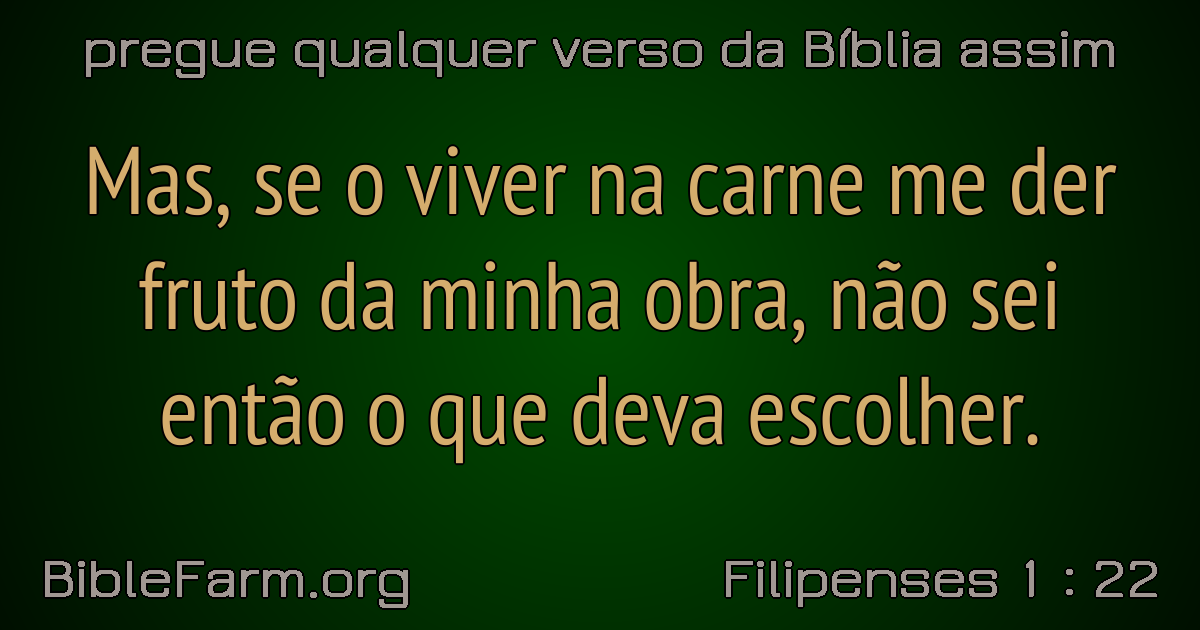 pregue qualquer verso da Bíblia assim
Mas, se o viver na carne me der
fruto da minha obra, não sei
então o que deva escolher.
BibleFarm.org
Filipenses 1 : 22